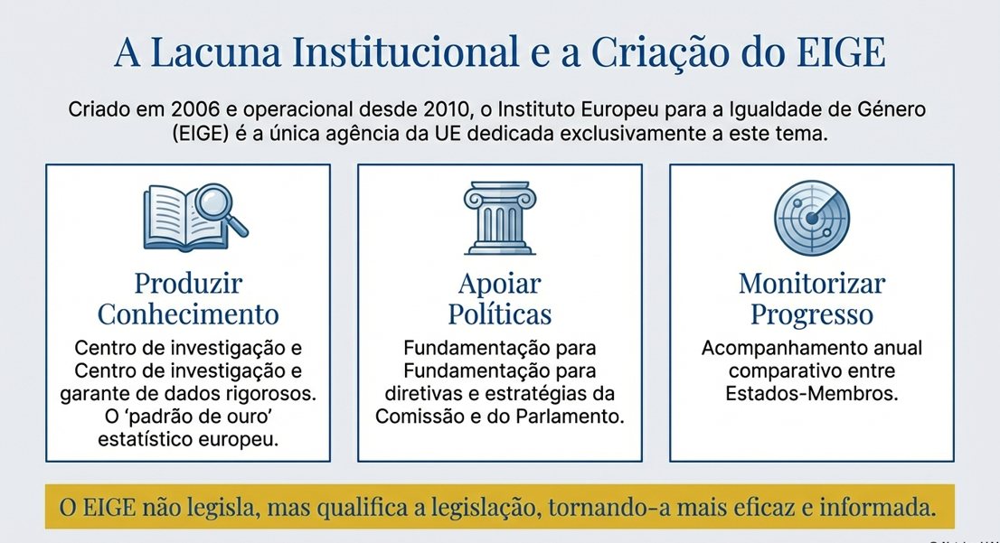 A Lacuna Institucional e a Criação do EIGE
Criado em 2006 e operacional desde 2010, o Instituto Europeu para a Igualdade de Género
(EIGE) é a única agência da UE dedicada exclusivamente a este tema.
Produzir
Conhecimento
Centro de investigação e
Centro de investigação e
garante de dados rigorosos.
O ‘padrão de ouro’
estatístico europeu.
Apoiar
Políticas
Fundamentação para
Fundamentação para
diretivas e estratégias da
Comissão e do Parlamento.
Monitorizar
Progresso
Acompanhamento anual
comparativo entre
Estados-Membros.
O EIGE não legisla, mas qualifica a legislação, tornando-a mais eficaz e informada.